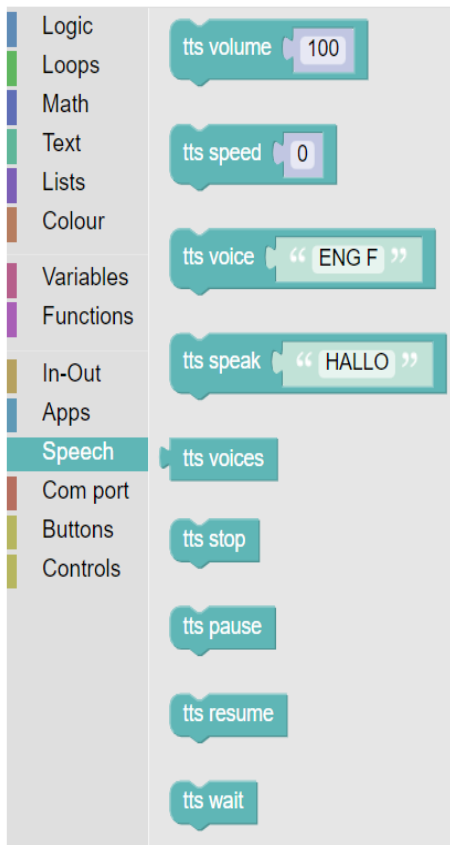 Logic
Loops
Math
Text
Lists
Colour
Variables
Functions
In-Out
Apps
Speech
Com port
Buttons
Controls
tts volume 100
tts speed 0
tts voice “ ENG F ”
tts speak “ HALLO ”
tts voices
tts stop
tts pause
tts resume
tts wait